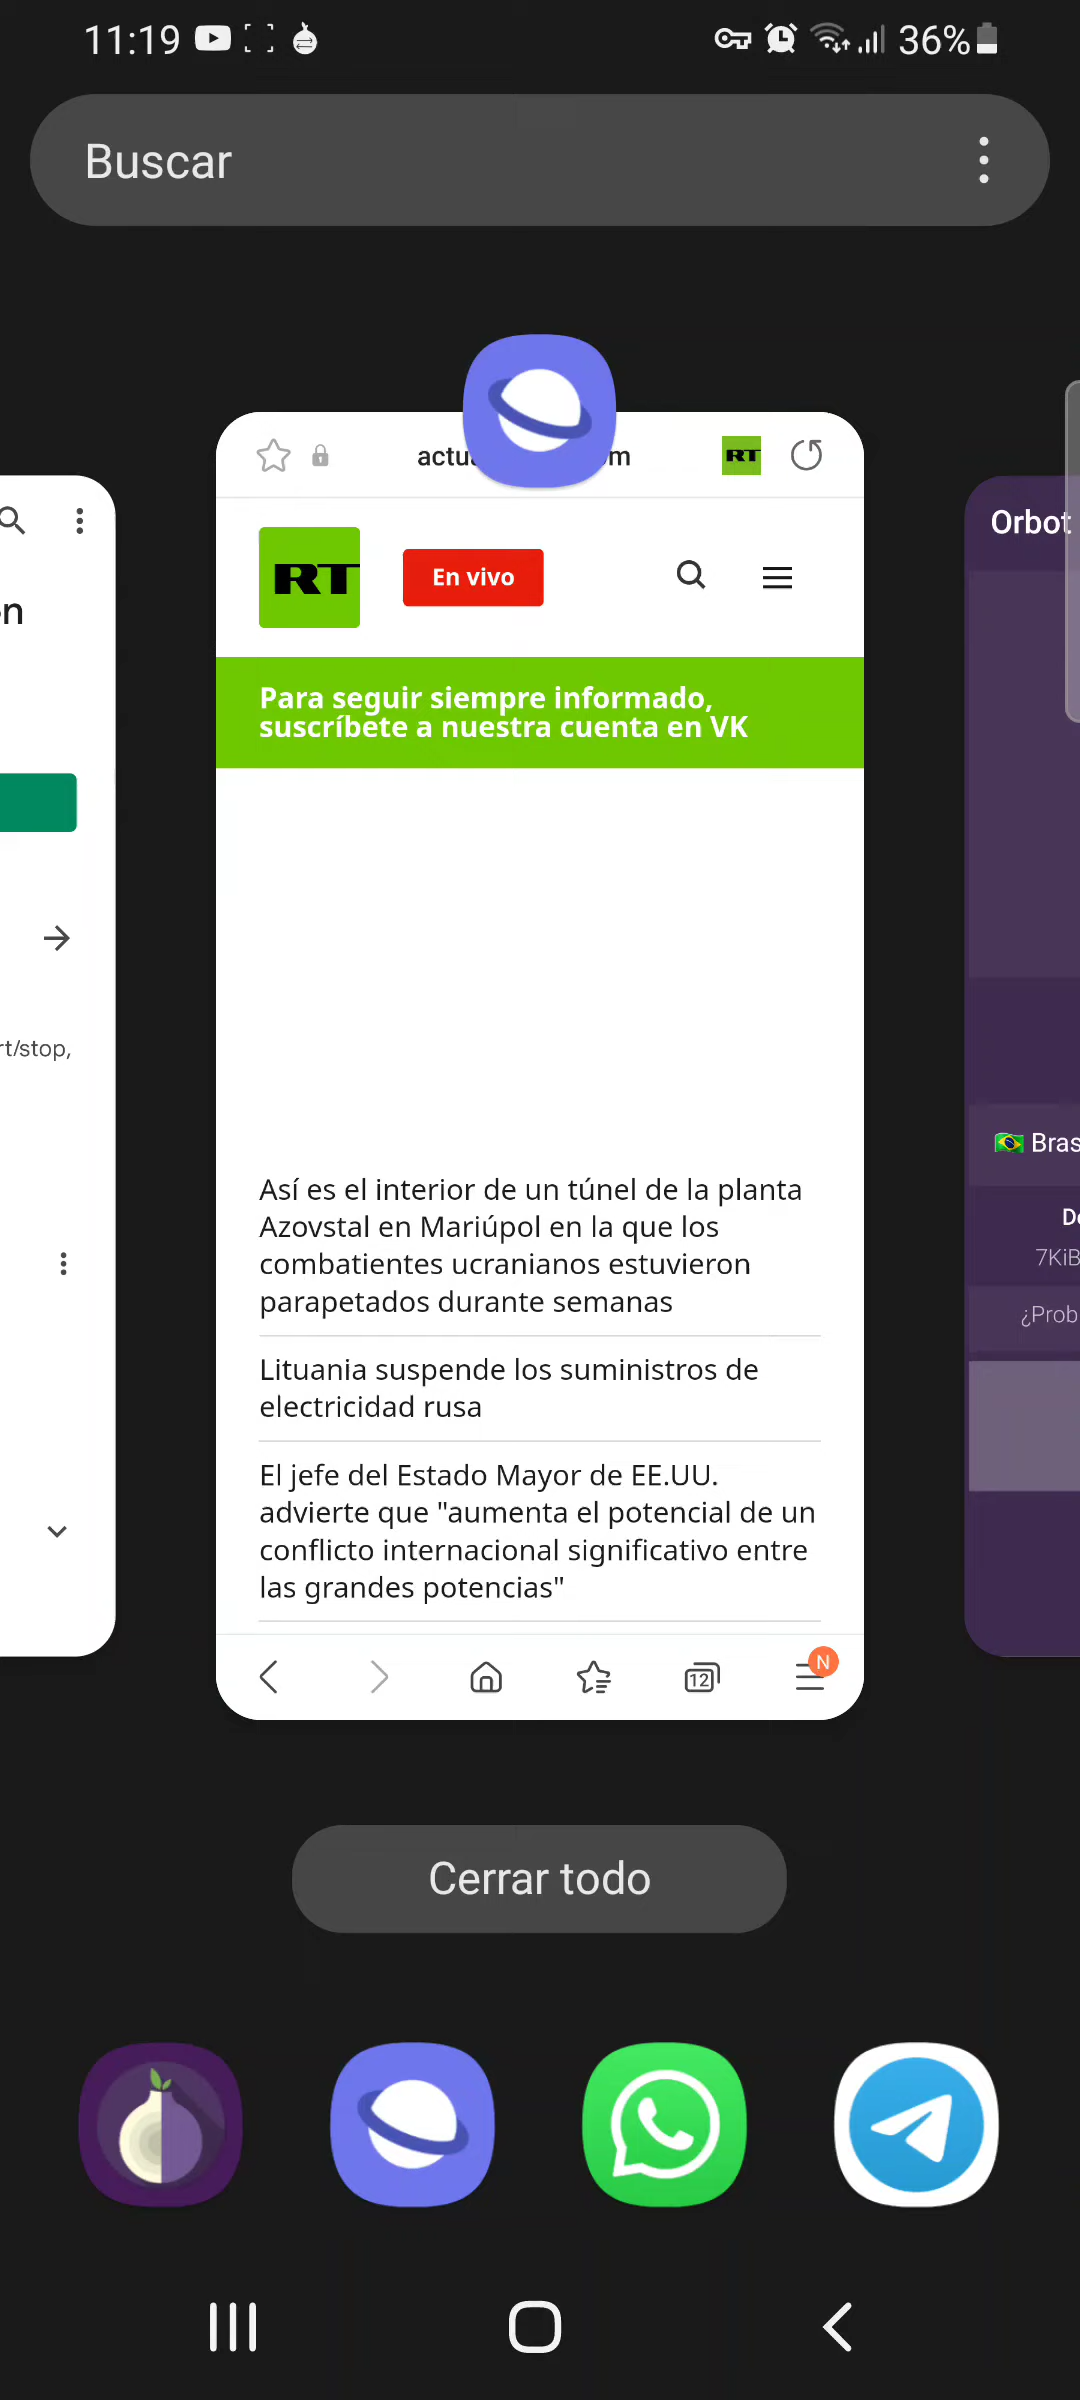 11:19
36%
Buscar
RT
RT
En vivo
Para seguir siempre informado,
suscríbete a nuestra cuenta en VK
Así es el interior de un túnel de la planta
Azovstal en Mariúpol en la que los
combatientes ucranianos estuvieron
parapetados durante semanas
Lituania suspende los suministros de
electricidad rusa
El jefe del Estado Mayor de EE.UU.
advierte que "aumenta el potencial de un
conflicto internacional significativo entre
las grandes potencias"
12
N
rt/stop,
Orbot
7KiB
Cerrar todo